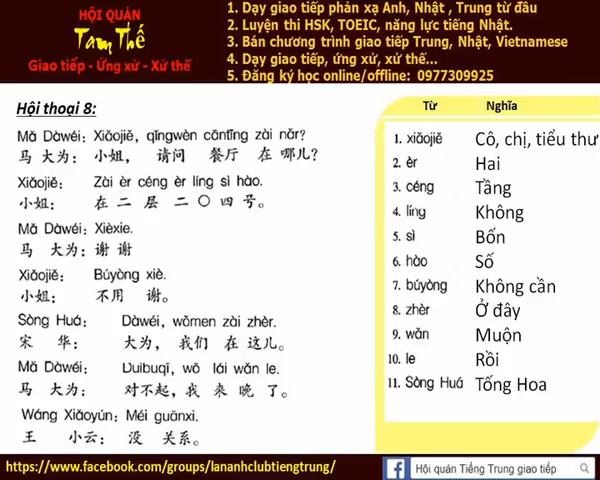 HỘI QUÁN
Tam Thế
Giao tiếp - Ứng xử - Xử thế
1. Dạy giao tiếp phản xạ Anh, Nhật , Trung từ đầu
2. Luyện thi HSK, TOEIC, năng lực tiếng Nhật.
3. Bán chương trình giao tiếp Trung, Nhật, Vietnamese
4. Dạy giao tiếp, ứng xử, xử thế...
5. Đăng ký học online/offline: 0977309925
Hội thoại 8:
Mǎ Dàwéi: Xiǎojiě, qǐngwèn cāntīng zài nǎr?
马 大为: 小姐, 请问 餐厅 在 哪儿?
Xiǎojiě: Zài èr céng èr líng sì hào.
小姐: 在 二 层 二 〇 四 号。
Mǎ Dàwéi: Xièxie.
马 大为: 谢 谢
Xiǎojiě: Búyòng xiè.
小姐: 不用 谢。
Sòng Huá: Dàwéi, wǒmen zài zhèr.
宋 华: 大为, 我们 在 这儿。
Mǎ Dàwéi: Duìbuqǐ, wǒ lái wǎn le.
马 大为: 对不起, 我 来 晚 了。
Wáng Xiǎoyún: Méi guānxi.
王 小云: 没 关系。
Từ Nghĩa
1. xiǎojiě Cô, chị, tiểu thư
2. èr Hai
3. céng Tầng
4. líng Không
5. sì Bốn
6. hào Số
7. búyòng Không cần
8. zhèr Ở đây
9. wǎn Muộn
10. le Rồi
11. Sòng Huá Tống Hoa
https://www.facebook.com/groups/lananhclubtiengtrung/
f Hội quán Tiếng Trung giao tiếp